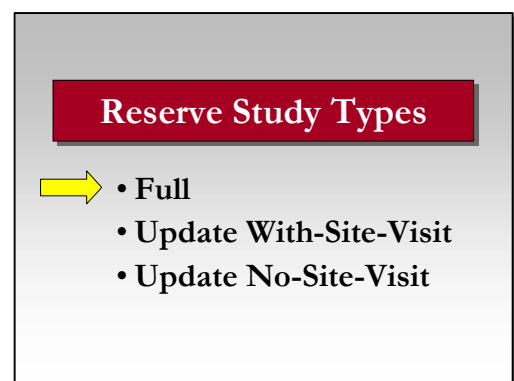 Reserve Study Types
• Full
• Update With-Site-Visit
• Update No-Site-Visit